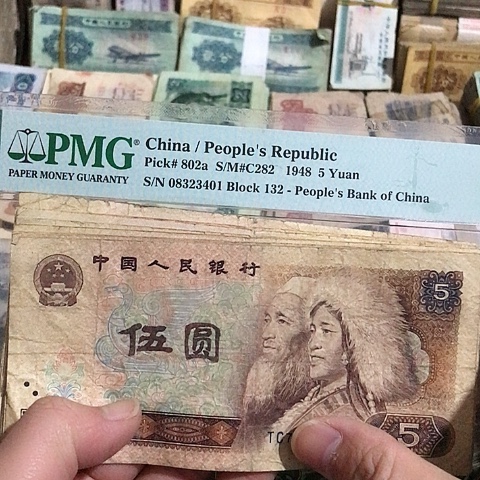 PMG®
PAPER MONEY GUARANTY
China / People's Republic
Pick# 802a S/M#C282 1948 5 Yuan
S/N 08323401 Block 132 - People's Bank of China
中国人民银行
5
伍圆
5